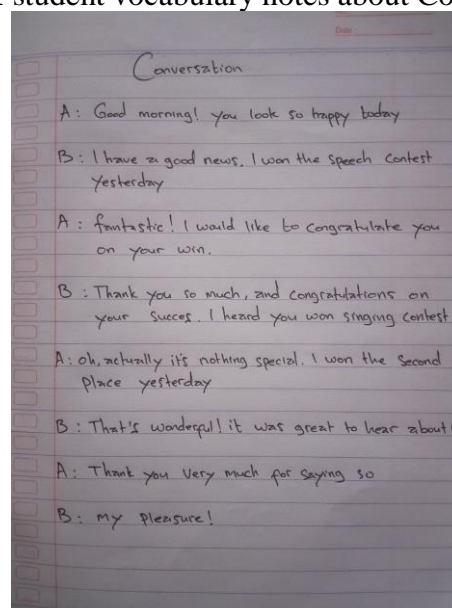 r student vocabulary notes about Co
Date :
Conversation
A : Good morning! you look so happy today
B : I have a good news. I won the speech contest
yesterday
A : fantastic! I would like to congratulate you
on your win.
B : Thank you so much, and congratulations on
your succes. I heard you won singing contest
A : oh, actually it's nothing special. I won the second
place yesterday
B : That's wonderful! it was great to hear about
A : Thank you very much for saying so
B : my pleasure!